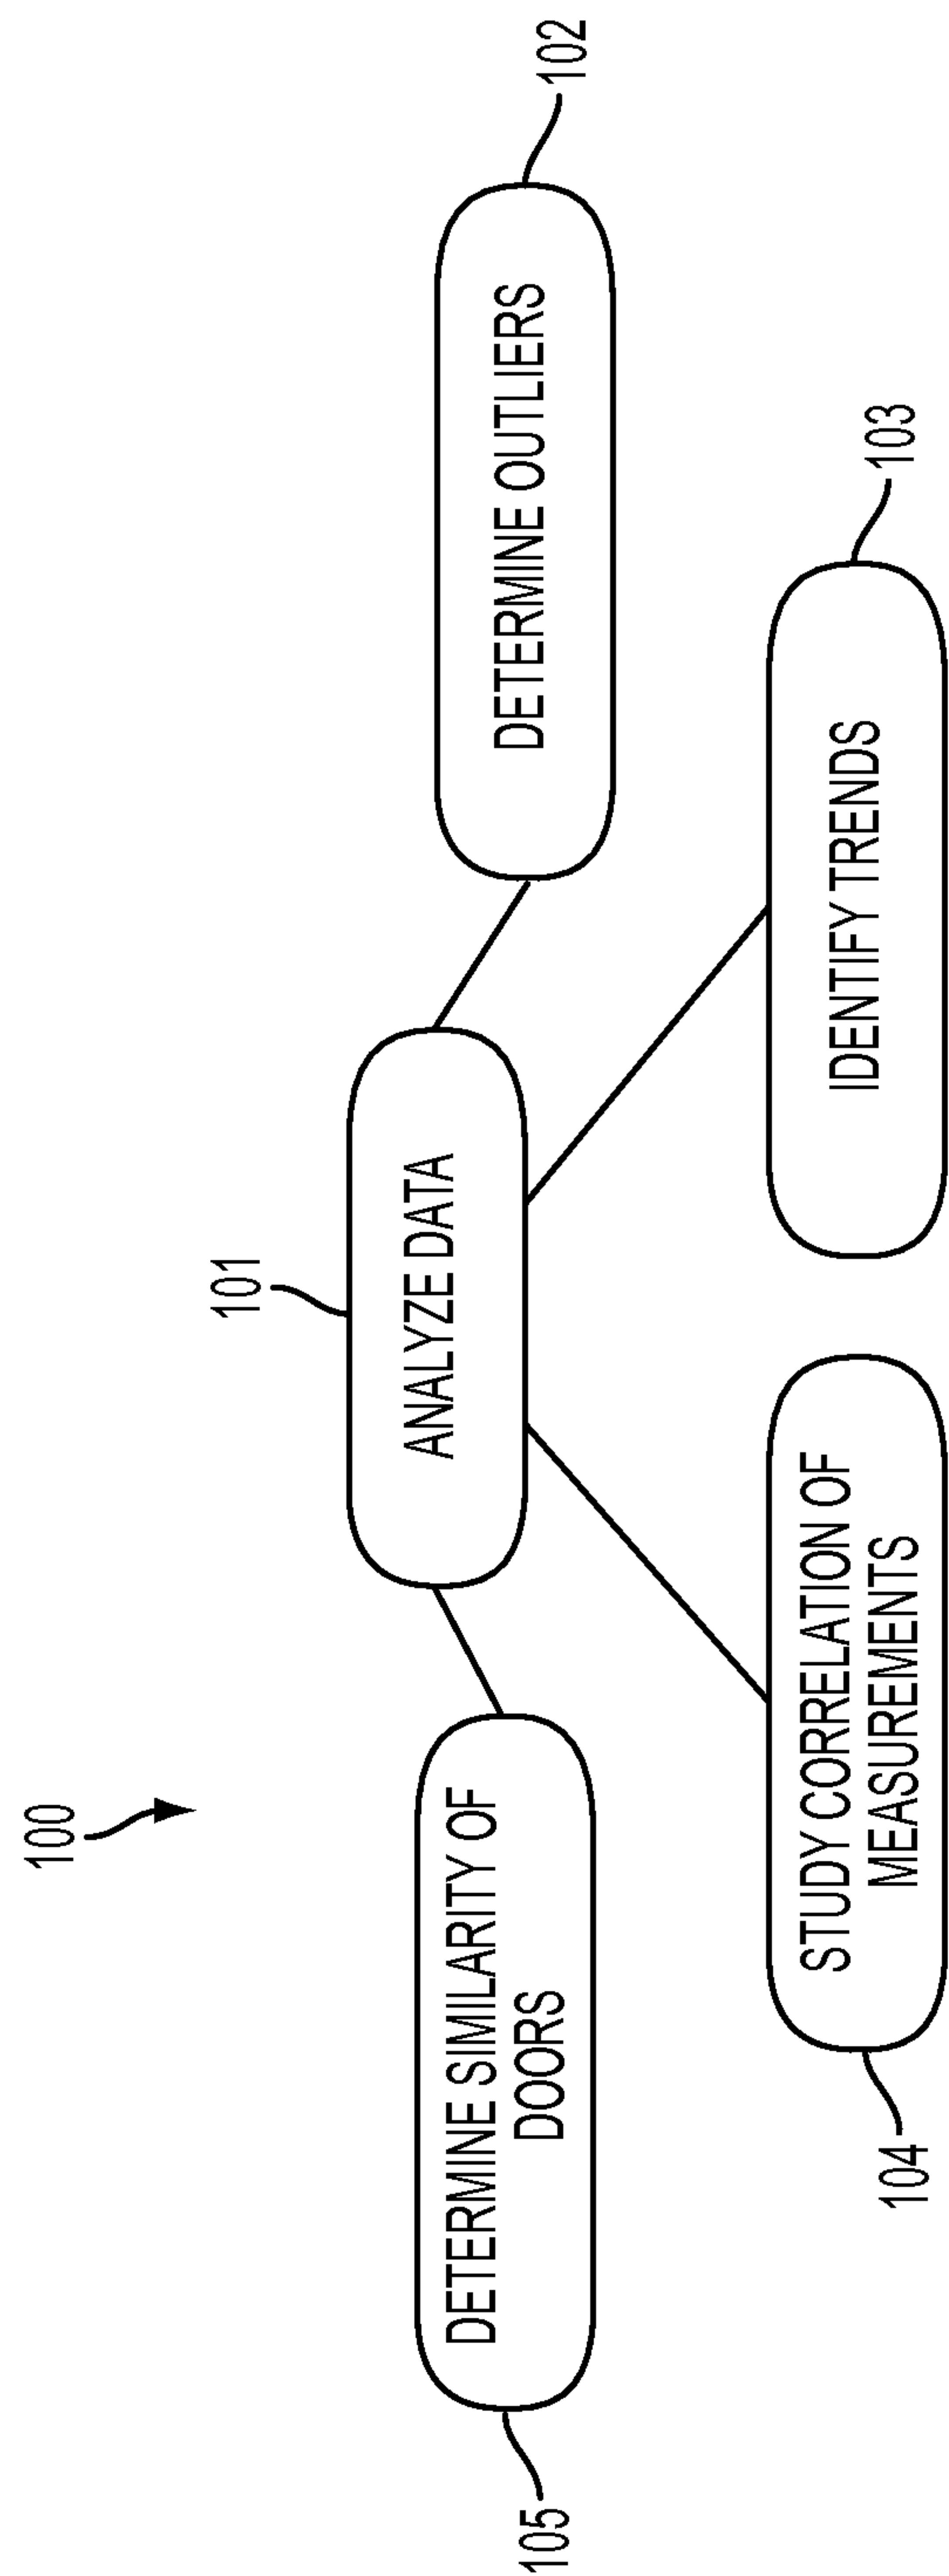 100
101
ANALYZE DATA
DETERMINE SIMILARITY OF
DOORS
105
DETERMINE OUTLIERS
102
STUDY CORRELATION OF
MEASUREMENTS
104
IDENTIFY TRENDS
103